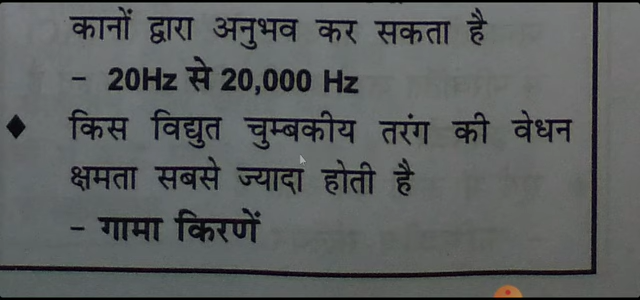 कानों द्वारा अनुभव कर सकता है
– 20Hz से 20,000 Hz
♦ किस विद्युत चुम्बकीय तरंग की वेधन
क्षमता सबसे ज्यादा होती है
– गामा किरणें